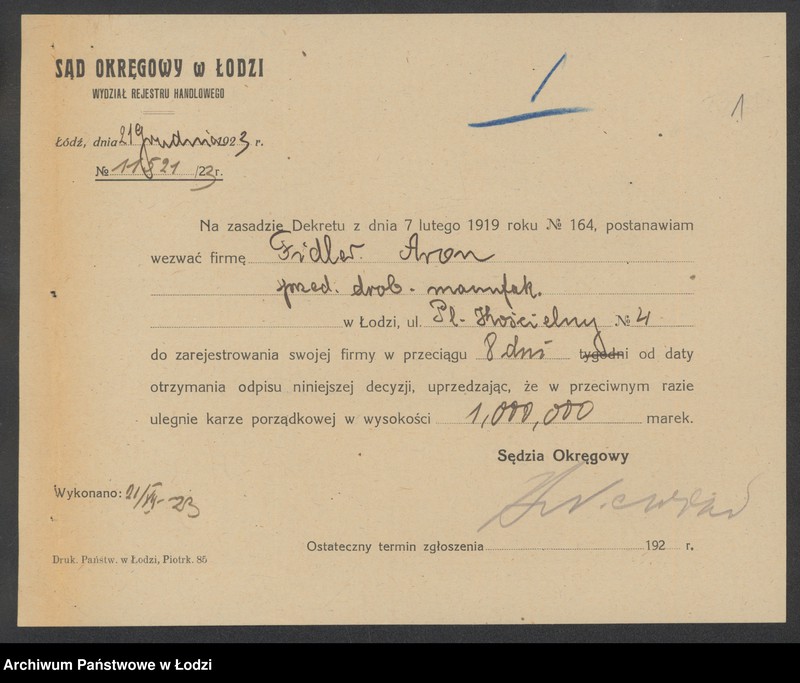 SĄD OKRĘGOWY w ŁODZI
WYDZIAŁ REJESTRU HANDLOWEGO
1
1
Łódź, dnia 21 grudnia 1923 r.
№ 11521 /23 r.
Na zasadzie Dekretu z dnia 7 lutego 1919 roku № 164, postanawiam
wezwać firmę Fidler Aron
przed. drob. manufak.
w Łodzi, ul. Pl. Kościelny № 4
do zarejestrowania swojej firmy w przeciągu 8 dni tygodni od daty
otrzymania odpisu niniejszej decyzji, uprzedzając, że w przeciwnym razie
ulegnie karze porządkowej w wysokości 1,000,000 marek.
Sędzia Okręgowy
Wykonano: 21/XII-23
Ostateczny termin zgłoszenia 192 r.
Druk. Państw. w Łodzi, Piotrk. 85
Archiwum Państwowe w Łodzi